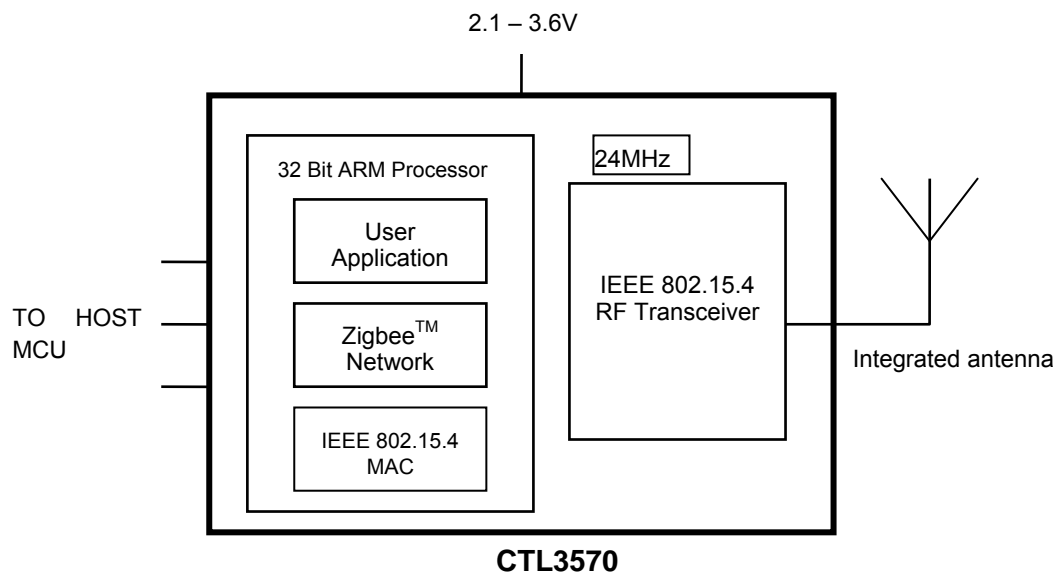 2.1 – 3.6V
32 Bit ARM Processor
24MHz
User
Application
IEEE 802.15.4
RF Transceiver
TO HOST
MCU
Zigbee™
Network
Integrated antenna
IEEE 802.15.4
MAC
CTL3570